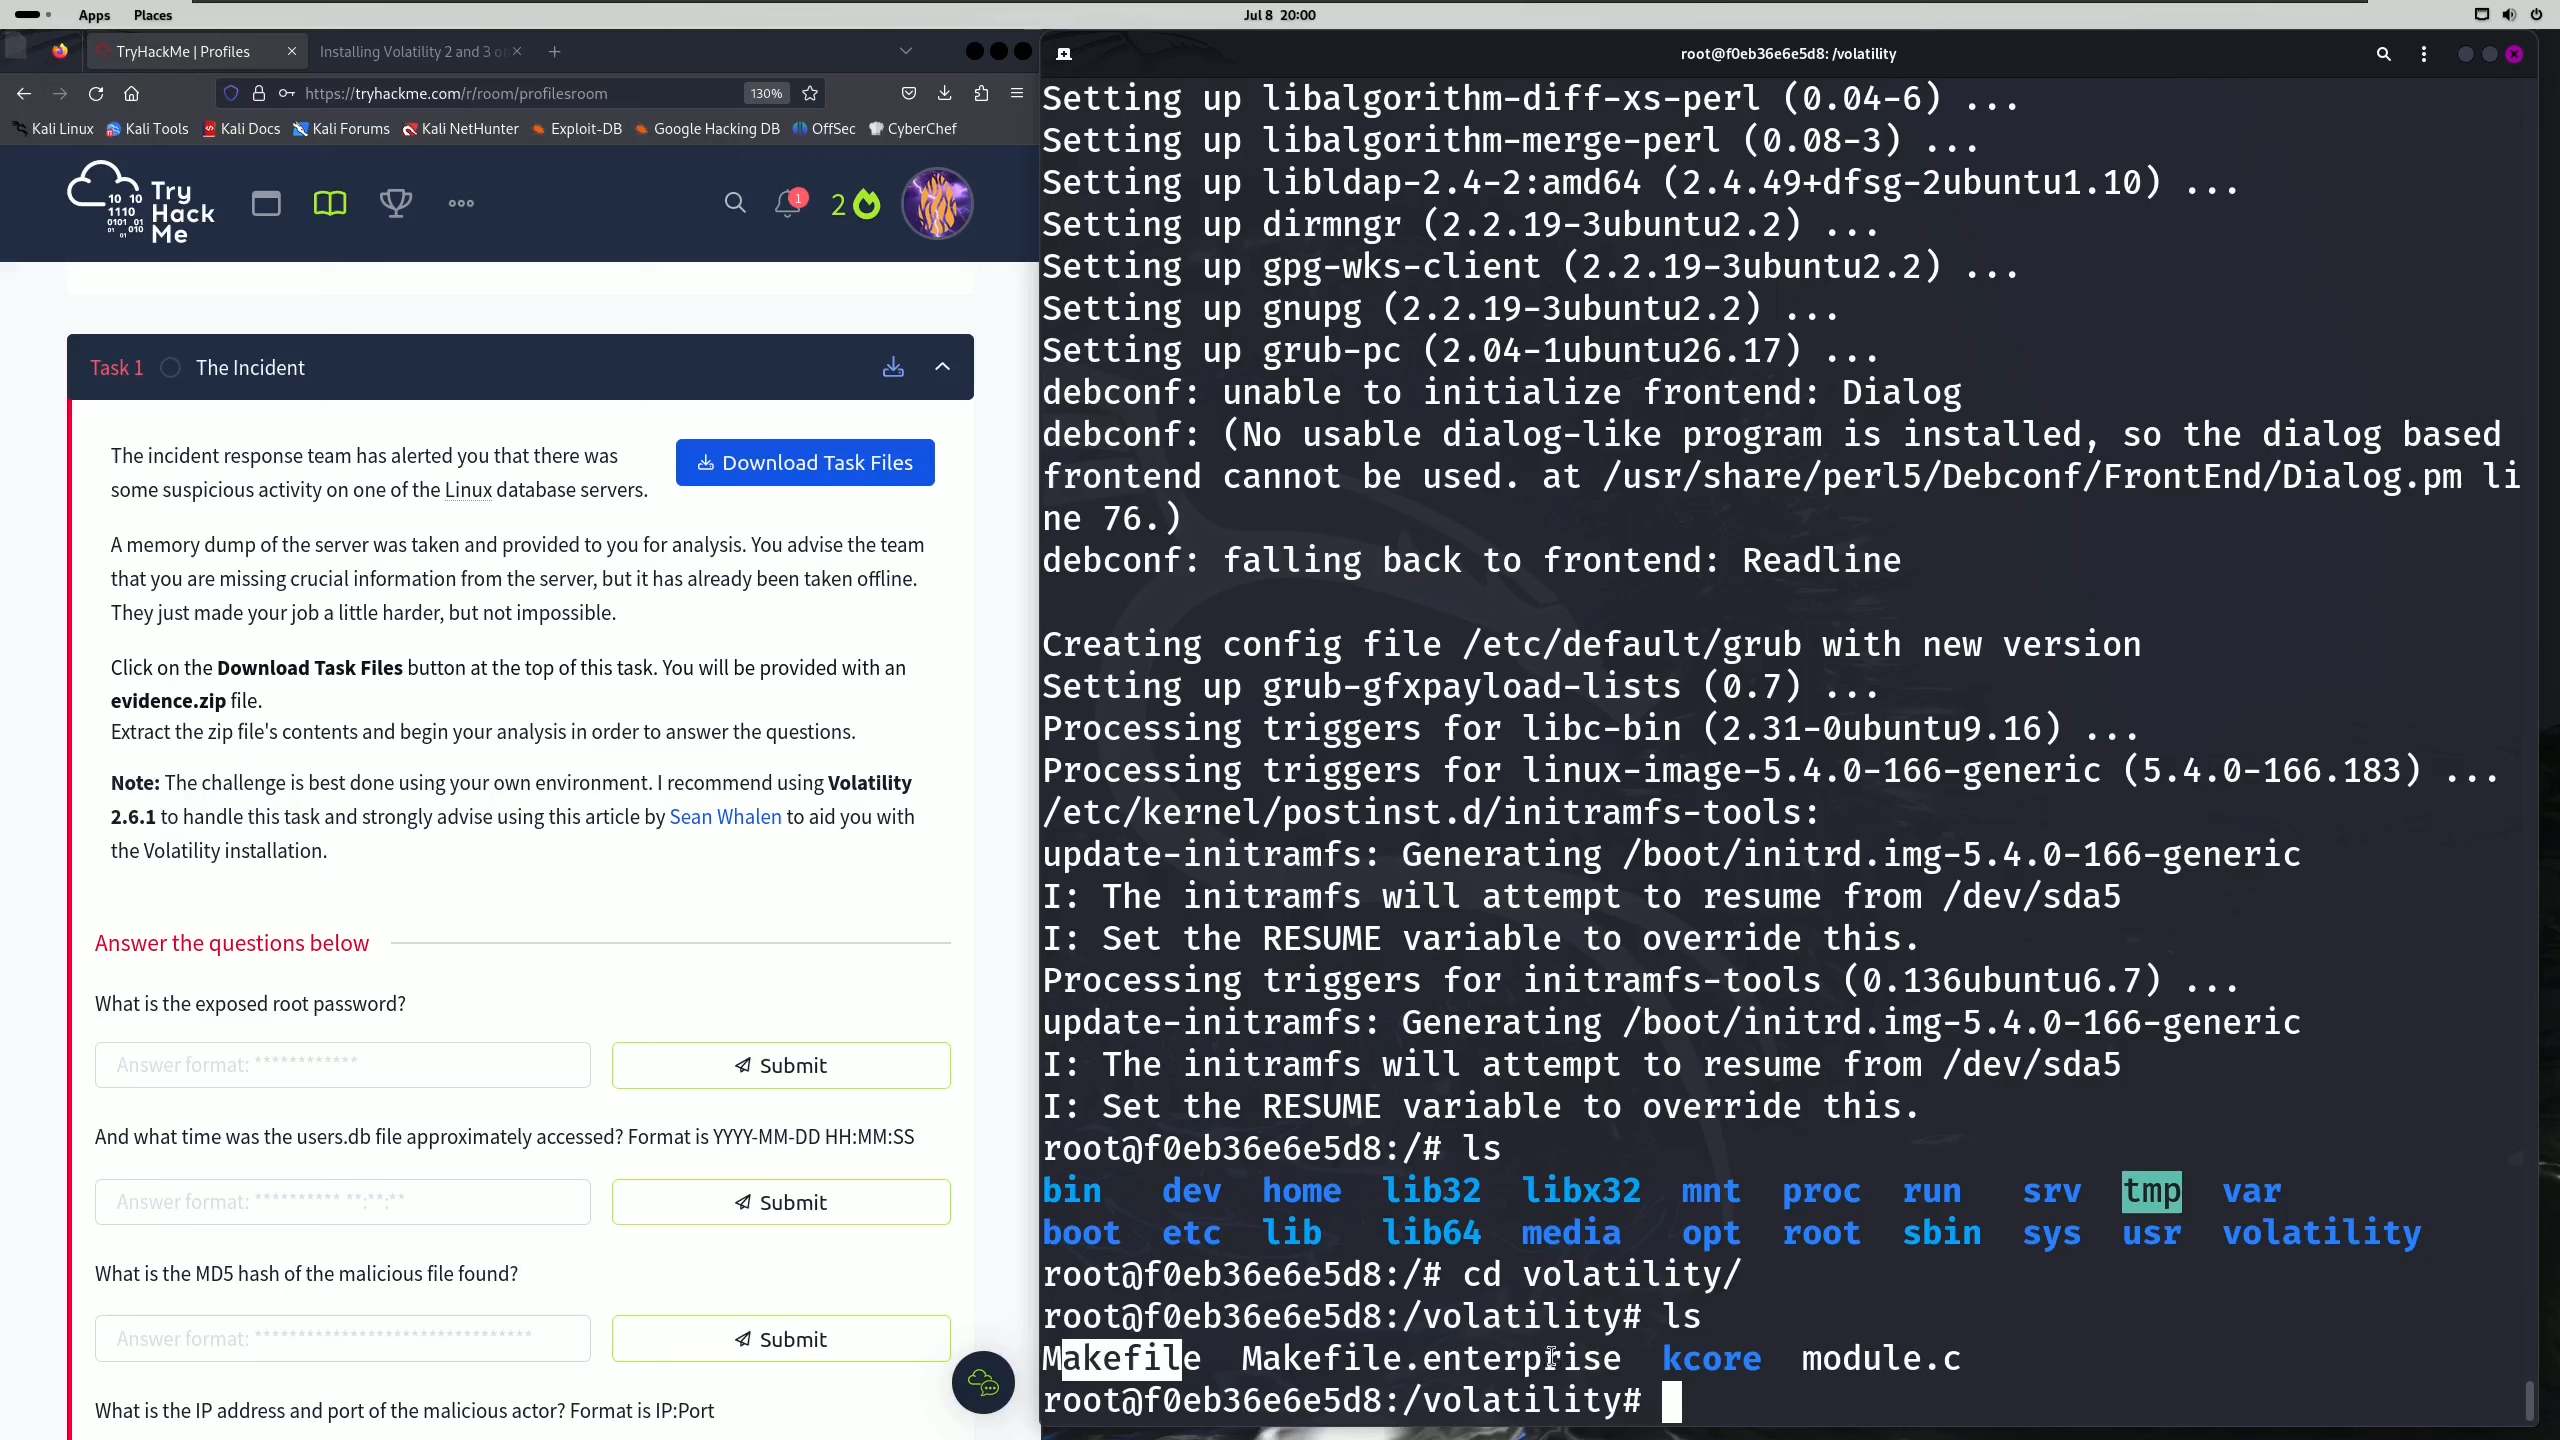 Apps Places
Jul 8 20:00
TryHackMe | Profiles
Installing Volatility 2 and 3 o
https://tryhackme.com/r/room/profilesroom
130%
Kali Linux Kali Tools Kali Docs Kali Forums Kali NetHunter Exploit-DB Google Hacking DB OffSec CyberChef
Try
Hack
Me
10 10
1110
0101 01
01 010
01
1
2
Task 1 The Incident
The incident response team has alerted you that there was
some suspicious activity on one of the Linux database servers.
Download Task Files
A memory dump of the server was taken and provided to you for analysis. You advise the team
that you are missing crucial information from the server, but it has already been taken offline.
They just made your job a little harder, but not impossible.
Click on the Download Task Files button at the top of this task. You will be provided with an
evidence.zip file.
Extract the zip file's contents and begin your analysis in order to answer the questions.
Note: The challenge is best done using your own environment. I recommend using Volatility
2.6.1 to handle this task and strongly advise using this article by Sean Whalen to aid you with
the Volatility installation.
Answer the questions below
What is the exposed root password?
Answer format: ************
Submit
And what time was the users.db file approximately accessed? Format is YYYY-MM-DD HH:MM:SS
Answer format: ********** **:**:**
Submit
What is the MD5 hash of the malicious file found?
Answer format: ********************************
Submit
What is the IP address and port of the malicious actor? Format is IP:Port
root@f0eb36e6e5d8: /volatility
Setting up libalgorithm-diff-xs-perl (0.04-6) ...
Setting up libalgorithm-merge-perl (0.08-3) ...
Setting up libldap-2.4-2:amd64 (2.4.49+dfsg-2ubuntu1.10) ...
Setting up dirmngr (2.2.19-3ubuntu2.2) ...
Setting up gpg-wks-client (2.2.19-3ubuntu2.2) ...
Setting up gnupg (2.2.19-3ubuntu2.2) ...
Setting up grub-pc (2.04-1ubuntu26.17) ...
debconf: unable to initialize frontend: Dialog
debconf: (No usable dialog-like program is installed, so the dialog based
frontend cannot be used. at /usr/share/perl5/Debconf/FrontEnd/Dialog.pm li
ne 76.)
debconf: falling back to frontend: Readline
Creating config file /etc/default/grub with new version
Setting up grub-gfxpayload-lists (0.7) ...
Processing triggers for libc-bin (2.31-0ubuntu9.16) ...
Processing triggers for linux-image-5.4.0-166-generic (5.4.0-166.183) ...
/etc/kernel/postinst.d/initramfs-tools:
update-initramfs: Generating /boot/initrd.img-5.4.0-166-generic
I: The initramfs will attempt to resume from /dev/sda5
I: Set the RESUME variable to override this.
Processing triggers for initramfs-tools (0.136ubuntu6.7) ...
update-initramfs: Generating /boot/initrd.img-5.4.0-166-generic
I: The initramfs will attempt to resume from /dev/sda5
I: Set the RESUME variable to override this.
root@f0eb36e6e5d8:/# ls
bin dev home lib32 libx32 mnt proc run srv tmp var
boot etc lib lib64 media opt root sbin sys usr volatility
root@f0eb36e6e5d8:/# cd volatility/
root@f0eb36e6e5d8:/volatility# ls
Makefile Makefile.enterprise kcore module.c
root@f0eb36e6e5d8:/volatility#